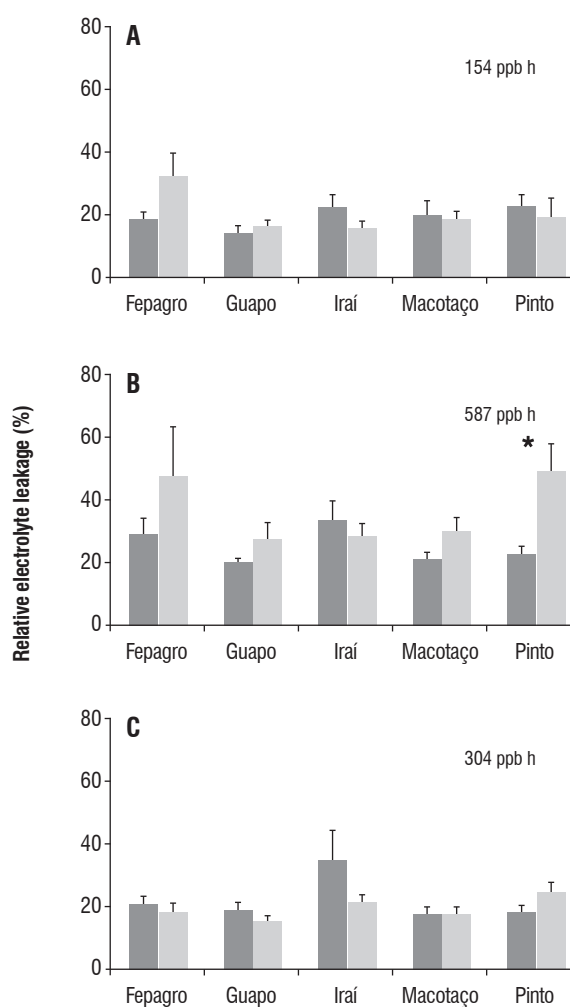 Relative electrolyte leakage (%)
A
154 ppb h
80
60
40
20
0
Fepagro Guapo Iraí Macotaço Pinto
B
587 ppb h
*
80
60
40
20
0
Fepagro Guapo Iraí Macotaço Pinto
C
304 ppb h
80
60
40
20
0
Fepagro Guapo Iraí Macotaço Pinto